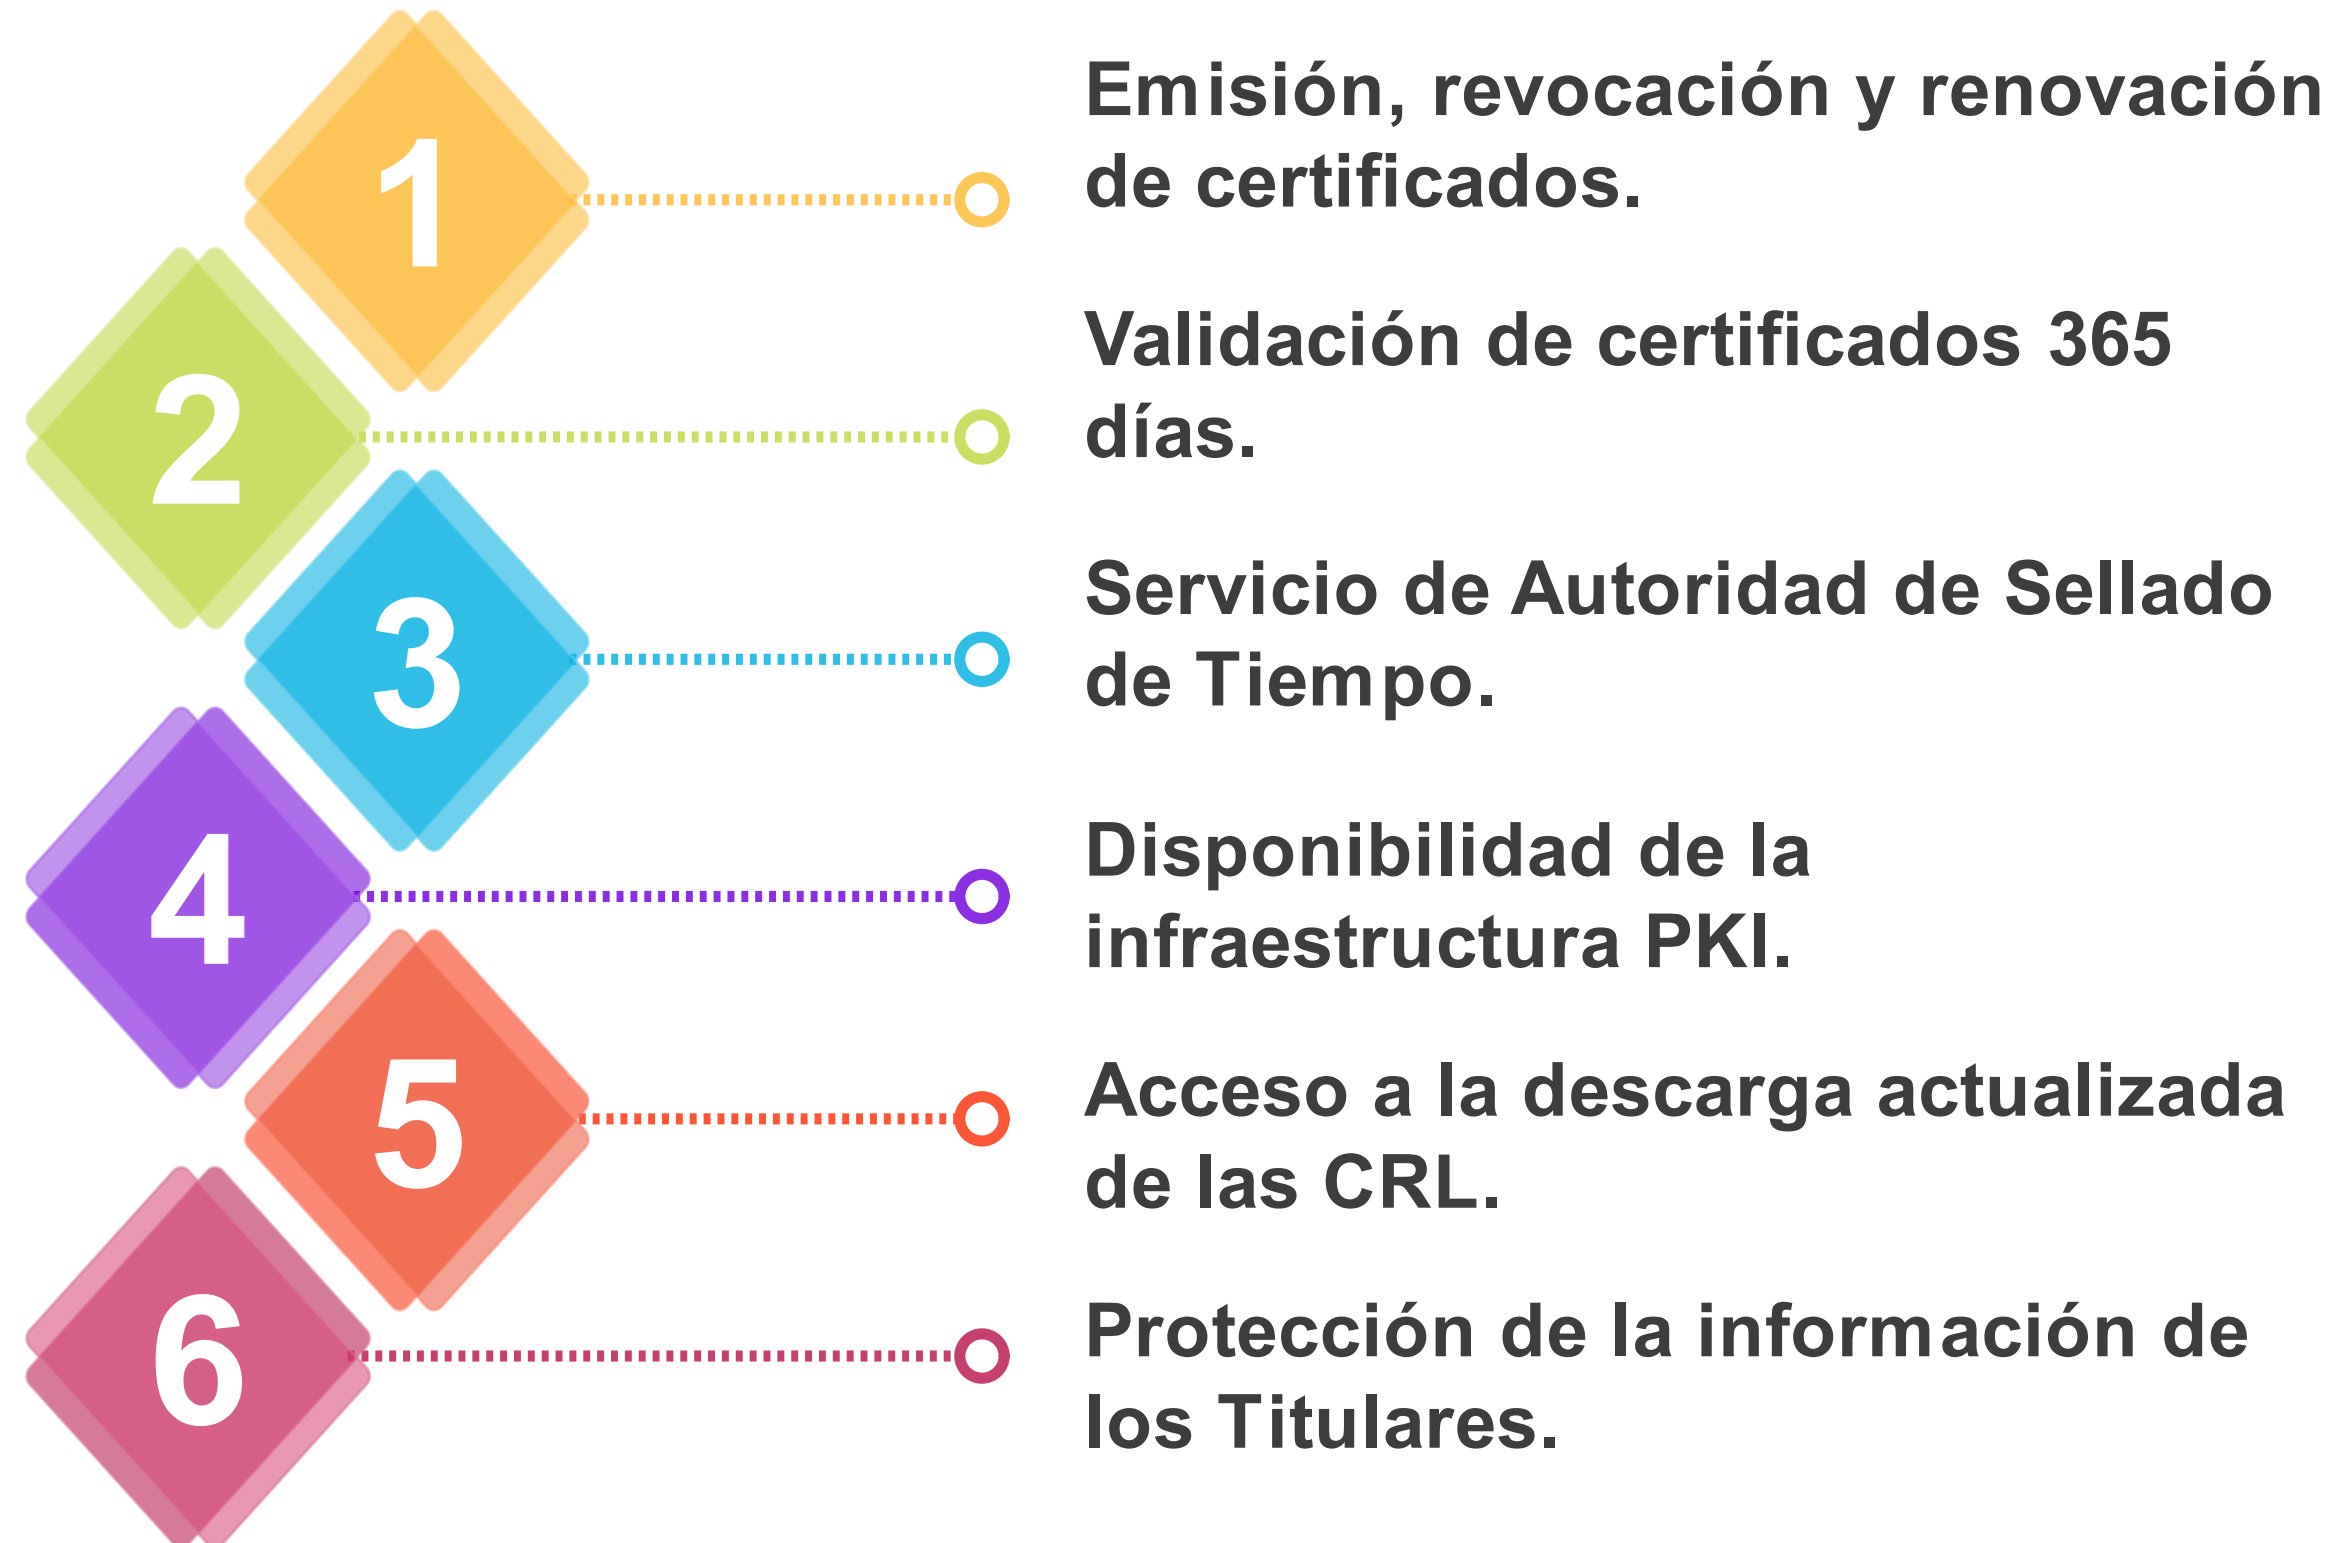 1
Emisión, revocación y renovación
de certificados.
2
Validación de certificados 365
días.
3
Servicio de Autoridad de Sellado
de Tiempo.
4
Disponibilidad de la
infraestructura PKI.
5
Acceso a la descarga actualizada
de las CRL.
6
Protección de la información de
los Titulares.